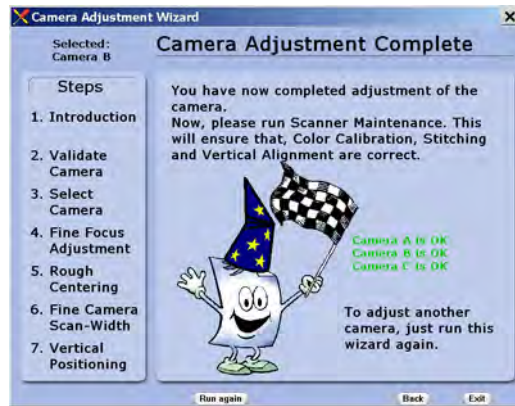 Camera Adjustment Wizard
Selected:
Camera B
Camera Adjustment Complete
Steps
1. Introduction
2. Validate
Camera
3. Select
Camera
4. Fine Focus
Adjustment
5. Rough
Centering
6. Fine Camera
Scan-Width
7. Vertical
Positioning
You have now completed adjustment of the
camera.
Now, please run Scanner Maintenance. This
will ensure that, Color Calibration, Stitching
and Vertical Alignment are correct.
Camera A is OK
Camera B is OK
Camera C is OK
To adjust another
camera, just run this
wizard again.
Run again
Back
Exit